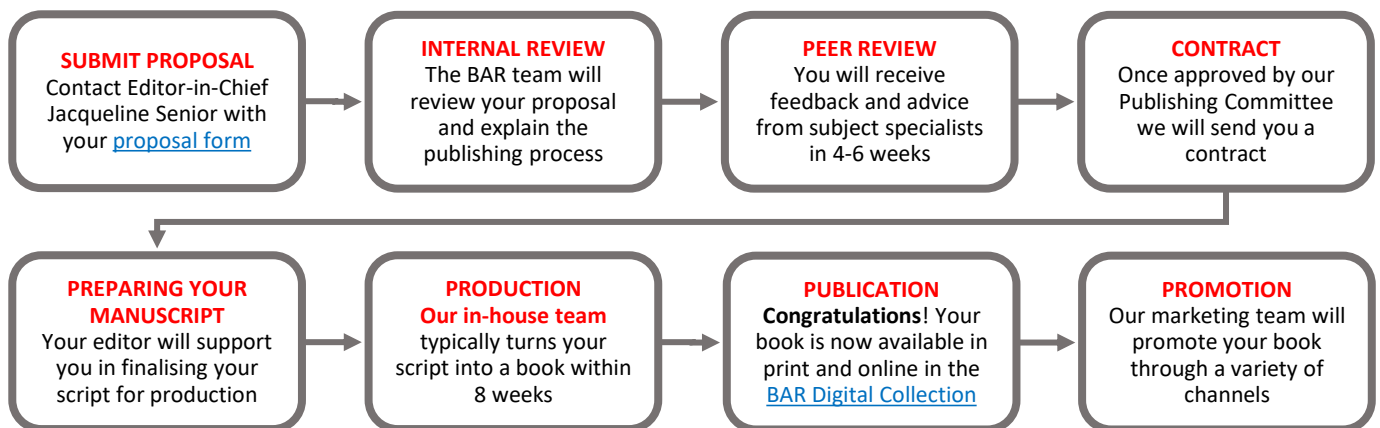 SUBMIT PROPOSAL
Contact Editor-in-Chief
Jacqueline Senior with
your proposal form
INTERNAL REVIEW
The BAR team will
review your proposal
and explain the
publishing process
PEER REVIEW
You will receive
feedback and advice
from subject specialists
in 4-6 weeks
CONTRACT
Once approved by our
Publishing Committee
we will send you a
contract
PREPARING YOUR
MANUSCRIPT
Your editor will support
you in finalising your
script for production
PRODUCTION
Our in-house team
typically turns your
script into a book within
8 weeks
PUBLICATION
Congratulations! Your
book is now available in
print and online in the
BAR Digital Collection
PROMOTION
Our marketing team will
promote your book
through a variety of
channels